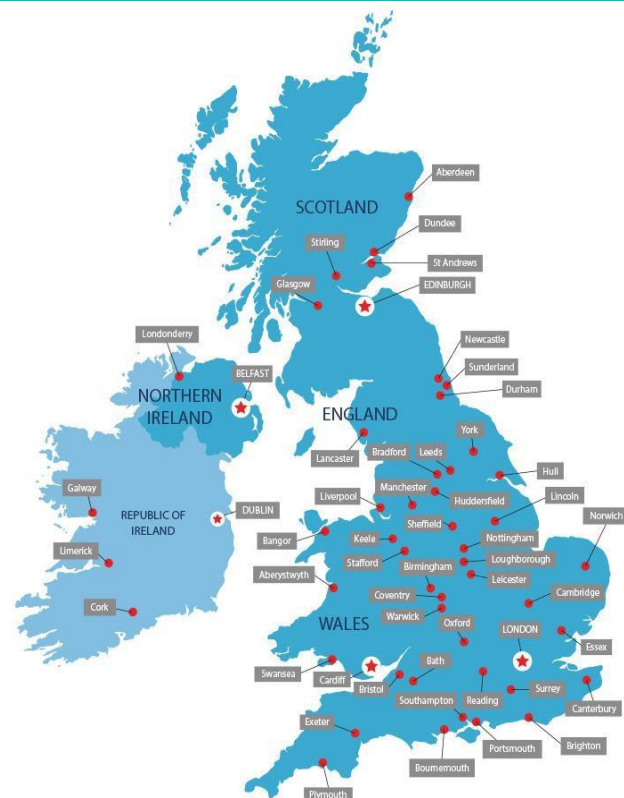 Aberdeen
SCOTLAND
Dundee
Stirling
St Andrews
Glasgow
EDINBURGH
Londonderry
Newcastle
Sunderland
BELFAST
Durham
NORTHERN
IRELAND
ENGLAND
York
Lancaster
Bradford
Leeds
Hull
Galway
Manchester
Liverpool
Huddersfield
Lincoln
REPUBLIC OF
IRELAND
DUBLIN
Norwich
Sheffield
Bangor
Keele
Nottingham
Limerick
Stafford
Loughborough
Birmingham
Leicester
Aberystwyth
Cambridge
Coventry
Cork
Warwick
WALES
Oxford
LONDON
Essex
Swansea
Cardiff
Bath
Bristol
Reading
Surrey
Canterbury
Southampton
Exeter
Portsmouth
Brighton
Bournemouth
Plymouth